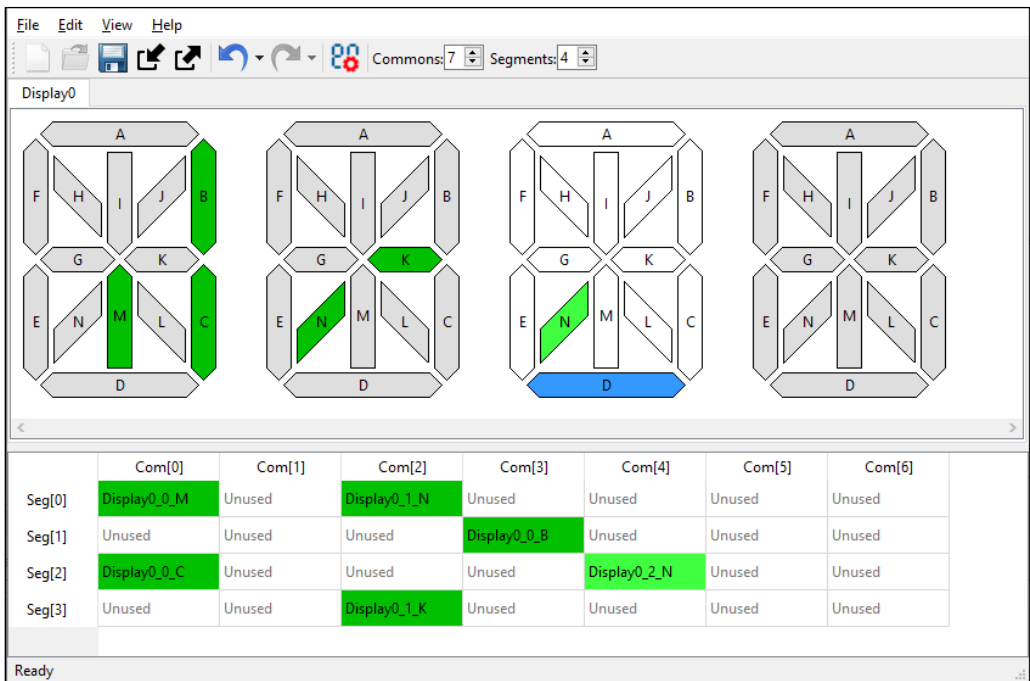 File Edit View Help
Commons: 7 Segments: 4
Display0
A A A A
F H I J B F H I J B F H I J B F H I J B
G K G K G K G K
E N M L C E N M L C E N M L C E N M L C
D D D D
Com[0] Com[1] Com[2] Com[3] Com[4] Com[5] Com[6]
Seg[0] Display0_0_M Unused Display0_1_N Unused Unused Unused Unused
Seg[1] Unused Unused Unused Display0_0_B Unused Unused Unused
Seg[2] Display0_0_C Unused Unused Unused Display0_2_N Unused Unused
Seg[3] Unused Unused Display0_1_K Unused Unused Unused Unused
Ready